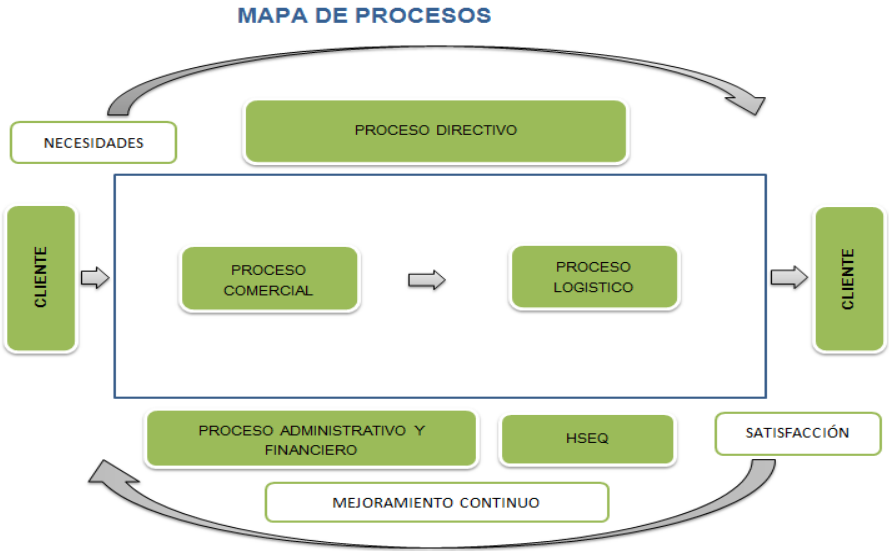 MAPA DE PROCESOS
NECESIDADES
PROCESO DIRECTIVO
CLIENTE
PROCESO
COMERCIAL
PROCESO
LOGISTICO
CLIENTE
PROCESO ADMINISTRATIVO Y
FINANCIERO
HSEQ
SATISFACCIÓN
MEJORAMIENTO CONTINUO